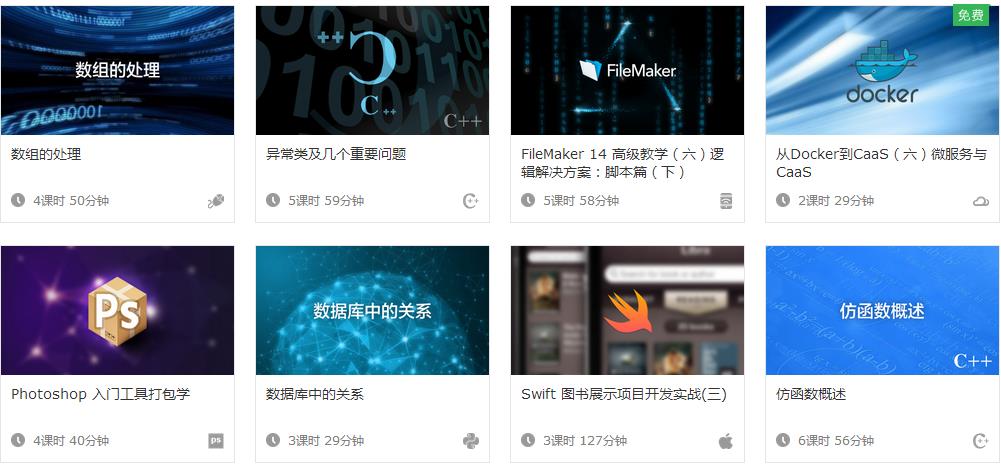 数组的处理
++
C
C++
C++
FileMaker
免费
docker
数组的处理
异常类及几个重要问题
FileMaker 14 高级教学（六）逻
辑解决方案：脚本篇（下）
从Docker到CaaS（六）微服务与
CaaS
4课时 50分钟
5课时 59分钟
C+
5课时 58分钟
2课时 29分钟
Ps
数据库中的关系
Search for book or author
READING
仿函数概述
C++
Photoshop 入门工具打包学
数据库中的关系
Swift 图书展示项目开发实战(三)
仿函数概述
4课时 40分钟
ps
3课时 29分钟
3课时 127分钟
6课时 56分钟
C+